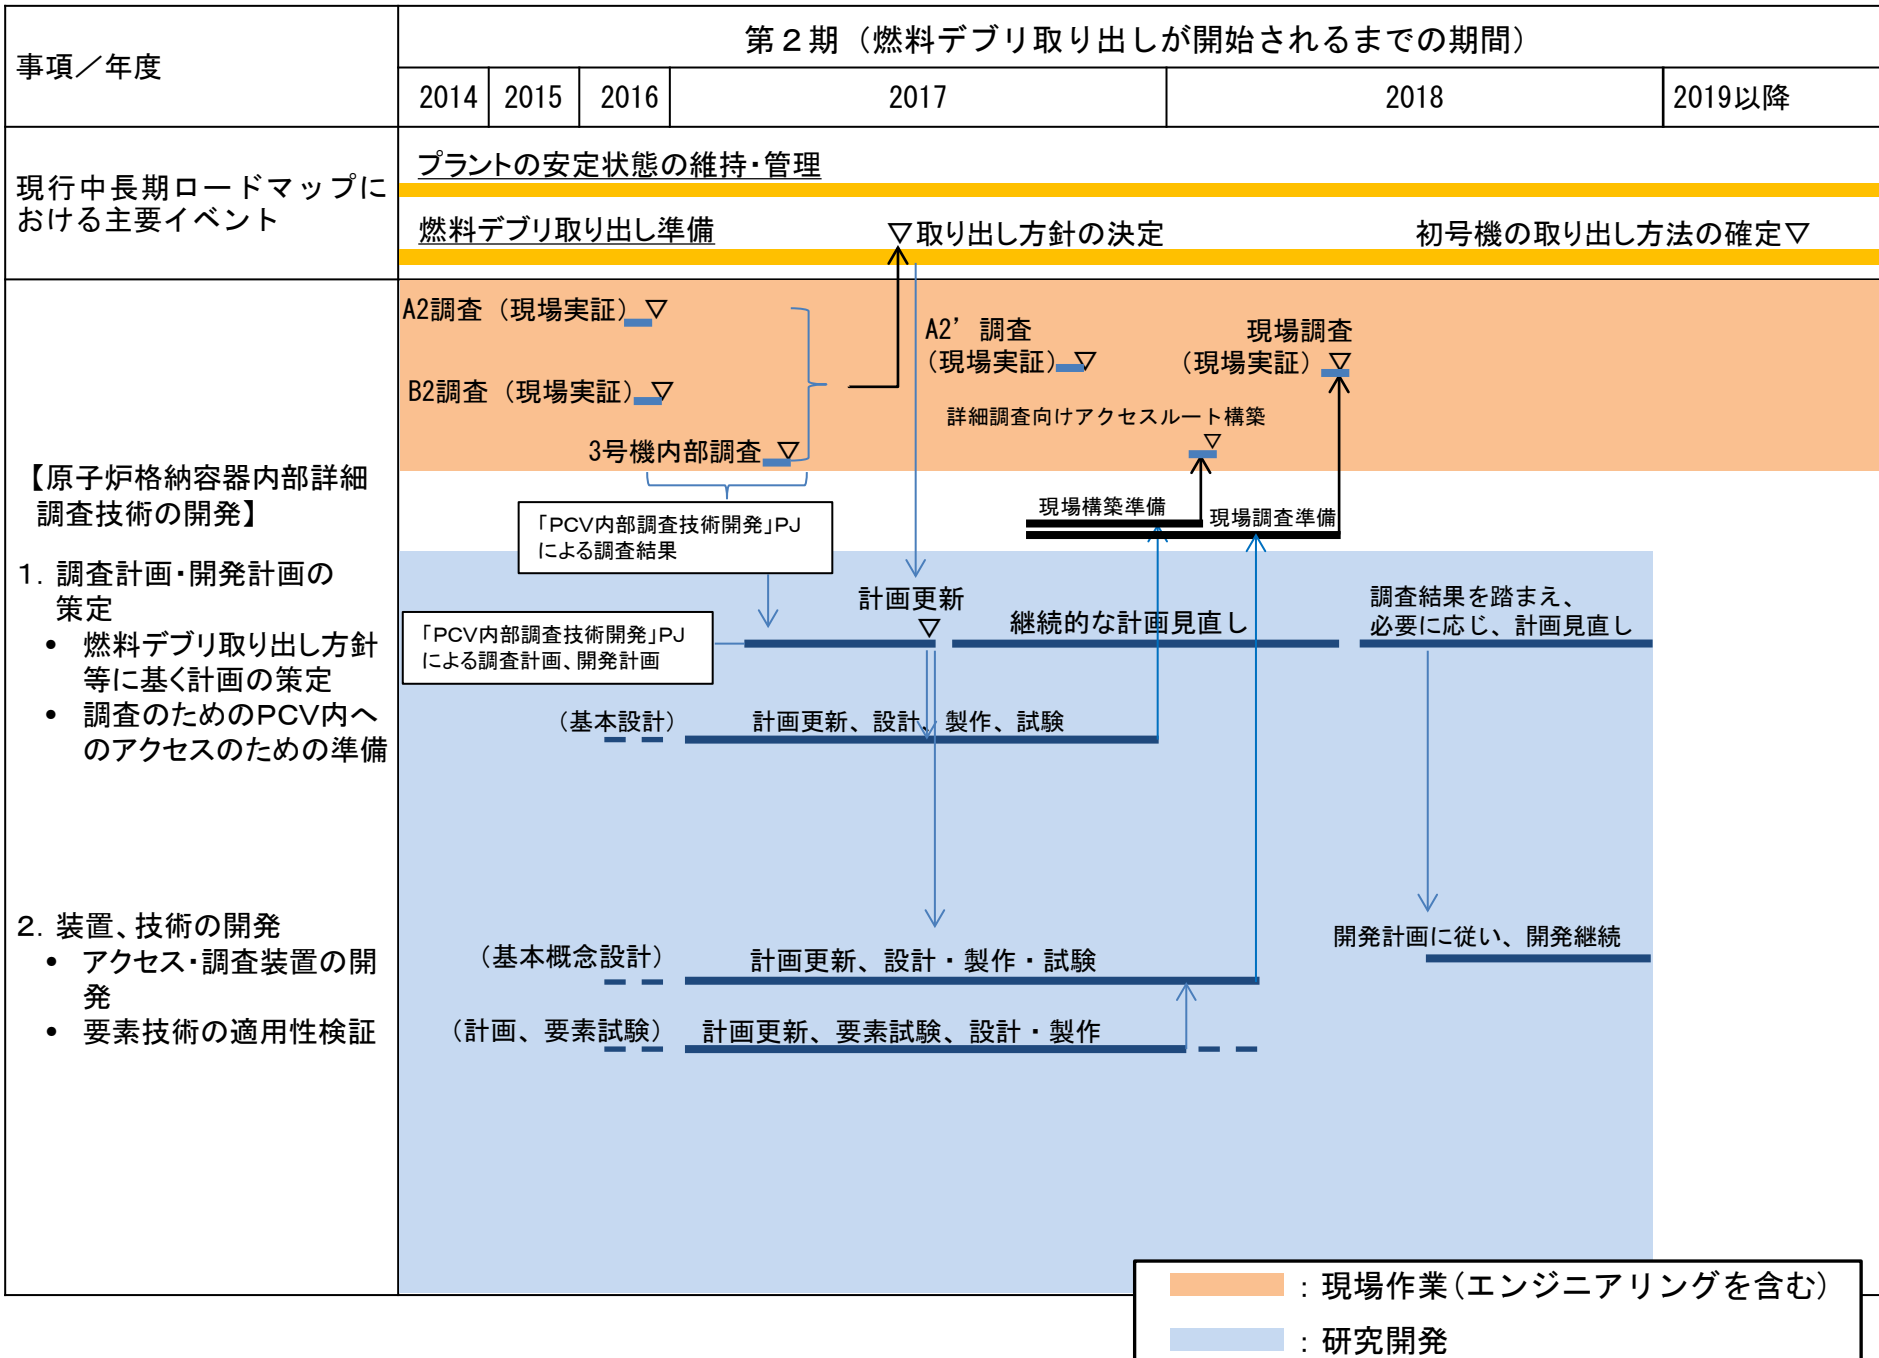 事項／年度
第２期（燃料デブリ取り出しが開始されるまでの期間）
2014 2015 2016 2017 2018 2019以降
現行中長期ロードマップに
おける主要イベント
プラントの安定状態の維持・管理
燃料デブリ取り出し準備
▽取り出し方針の決定
初号機の取り出し方法の確定▽
【原子炉格納容器内部詳細
調査技術の開発】
1．調査計画・開発計画の
策定
• 燃料デブリ取り出し方針
等に基く計画の策定
• 調査のためのPCV内へ
のアクセスのための準備
2．装置、技術の開発
• アクセス・調査装置の開
発
• 要素技術の適用性検証
A2調査（現場実証）▽
B2調査（現場実証）▽
3号機内部調査▽
A2’調査
（現場実証）▽
現場調査
（現場実証）▽
詳細調査向けアクセスルート構築
▽
現場構築準備
現場調査準備
「PCV内部調査技術開発」PJ
による調査結果
「PCV内部調査技術開発」PJ
による調査計画、開発計画
計画更新
▽
継続的な計画見直し
調査結果を踏まえ、
必要に応じ、計画見直し
（基本設計）
計画更新、設計、製作、試験
（基本概念設計）
計画更新、設計・製作・試験
開発計画に従い、開発継続
（計画、要素試験）
計画更新、要素試験、設計・製作
：現場作業（エンジニアリングを含む）
：研究開発